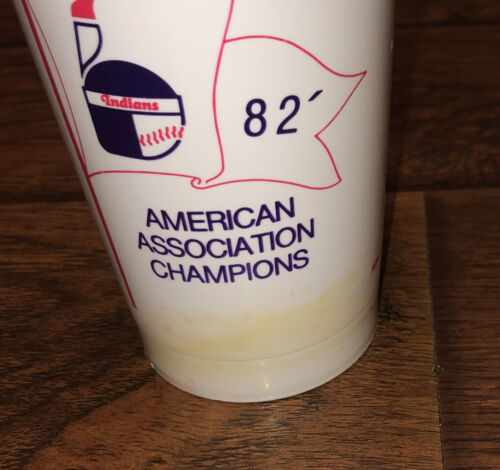 Indians
82´
AMERICAN
ASSOCIATION
CHAMPIONS